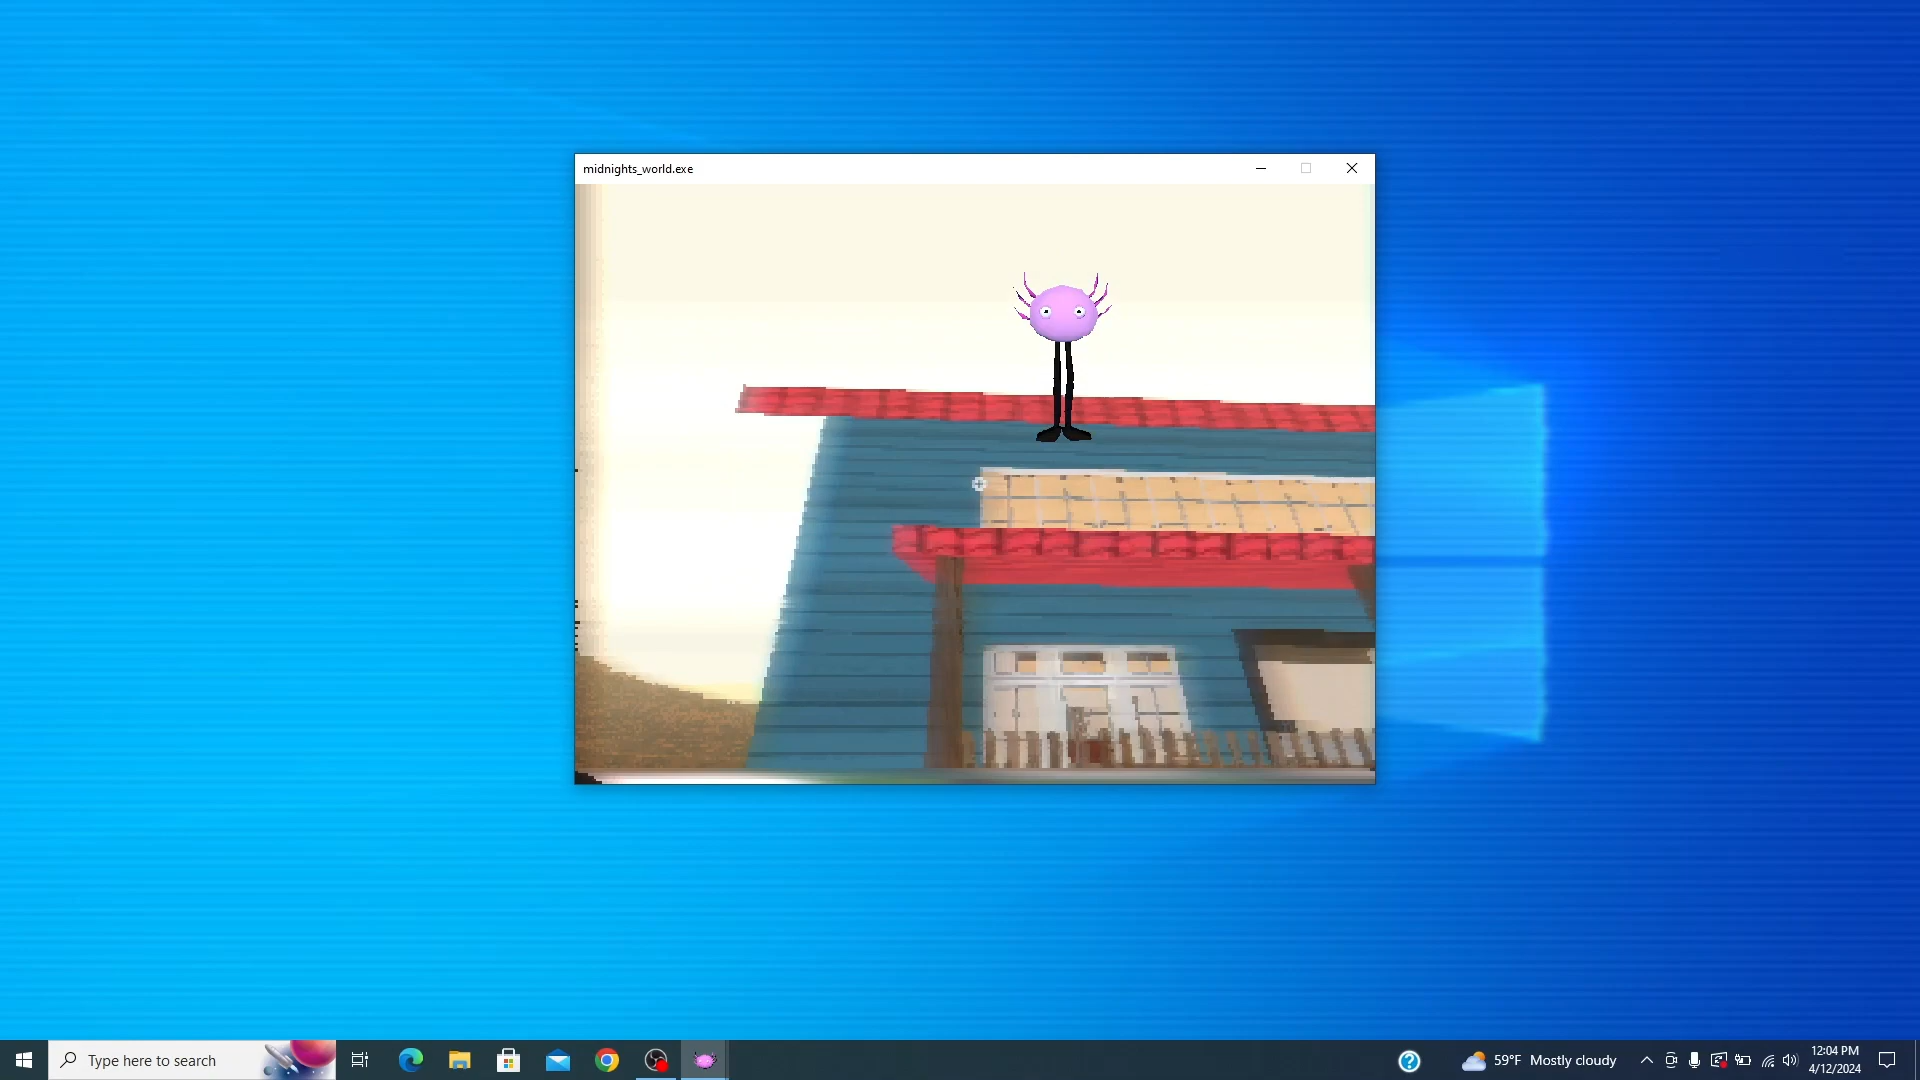 midnights_world.exe
Type here to search
59°F Mostly cloudy
12:04 PM
4/12/2024